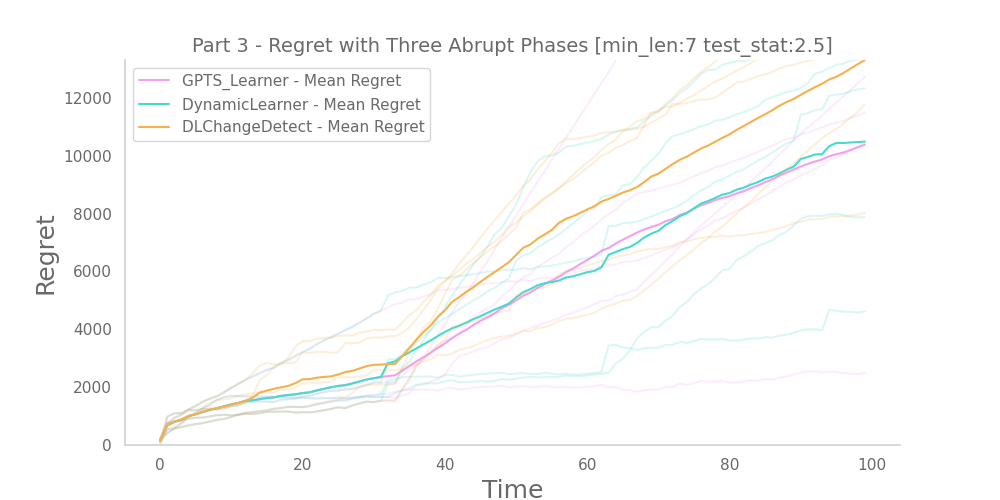 Part 3 - Regret with Three Abrupt Phases [min_len:7 test_stat:2.5]
GPTS_Learner - Mean Regret
DynamicLearner - Mean Regret
DLChangeDetect - Mean Regret
12000
10000
8000
6000
4000
2000
0
Regret
0 20 40 60 80 100
Time